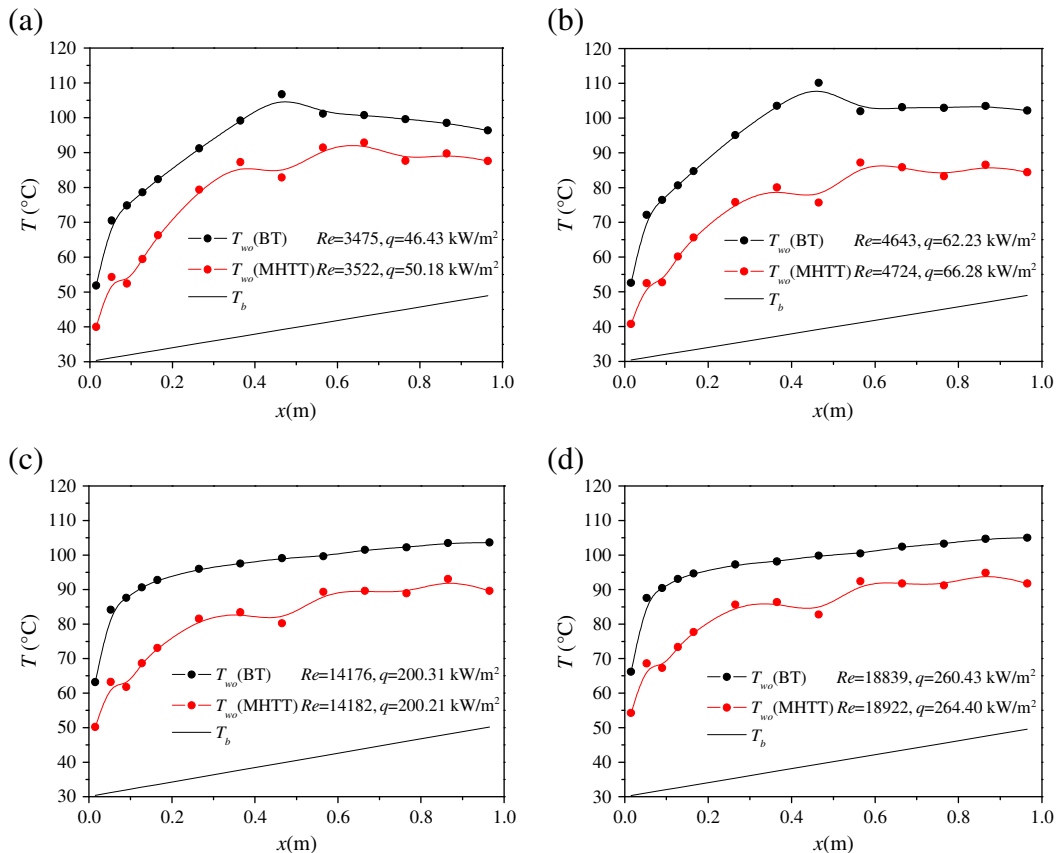 (a)
T (°C)
120
110
100
90
80
70
60
50
40
30
T_wo(BT) Re=3475, q=46.43 kW/m²
T_wo(MHTT) Re=3522, q=50.18 kW/m²
T_b
0.0 0.2 0.4 0.6 0.8 1.0
x(m)
(b)
T (°C)
120
110
100
90
80
70
60
50
40
30
T_wo(BT) Re=4643, q=62.23 kW/m²
T_wo(MHTT) Re=4724, q=66.28 kW/m²
T_b
0.0 0.2 0.4 0.6 0.8 1.0
x(m)
(c)
T (°C)
120
110
100
90
80
70
60
50
40
30
T_wo(BT) Re=14176, q=200.31 kW/m²
T_wo(MHTT) Re=14182, q=200.21 kW/m²
T_b
0.0 0.2 0.4 0.6 0.8 1.0
x(m)
(d)
T (°C)
120
110
100
90
80
70
60
50
40
30
T_wo(BT) Re=18839, q=260.43 kW/m²
T_wo(MHTT) Re=18922, q=264.40 kW/m²
T_b
0.0 0.2 0.4 0.6 0.8 1.0
x(m)